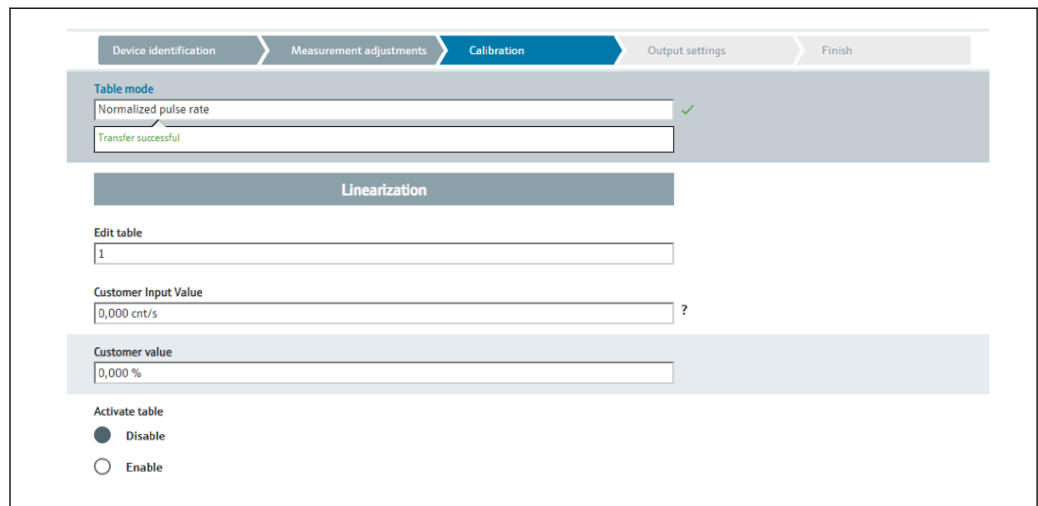 Device identification
Measurement adjustments
Calibration
Output settings
Finish
Table mode
Normalized pulse rate
Transfer successful
Linearization
Edit table
1
Customer Input Value
0,000 cnt/s
?
Customer value
0,000 %
Activate table
Disable
Enable